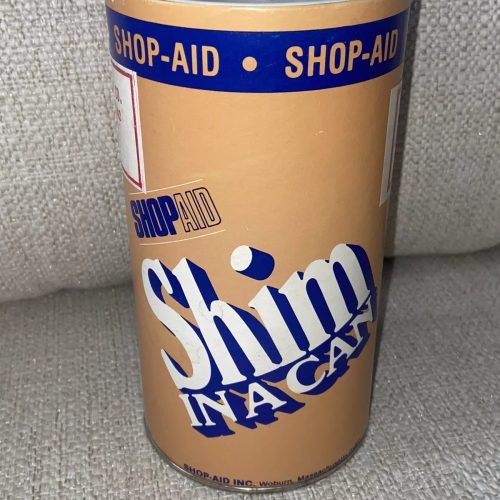 SHOP-AID • SHOP-AID
SHOPAID
Shim
IN A CAN
SHOP-AID INC. Woburn, Massachusetts